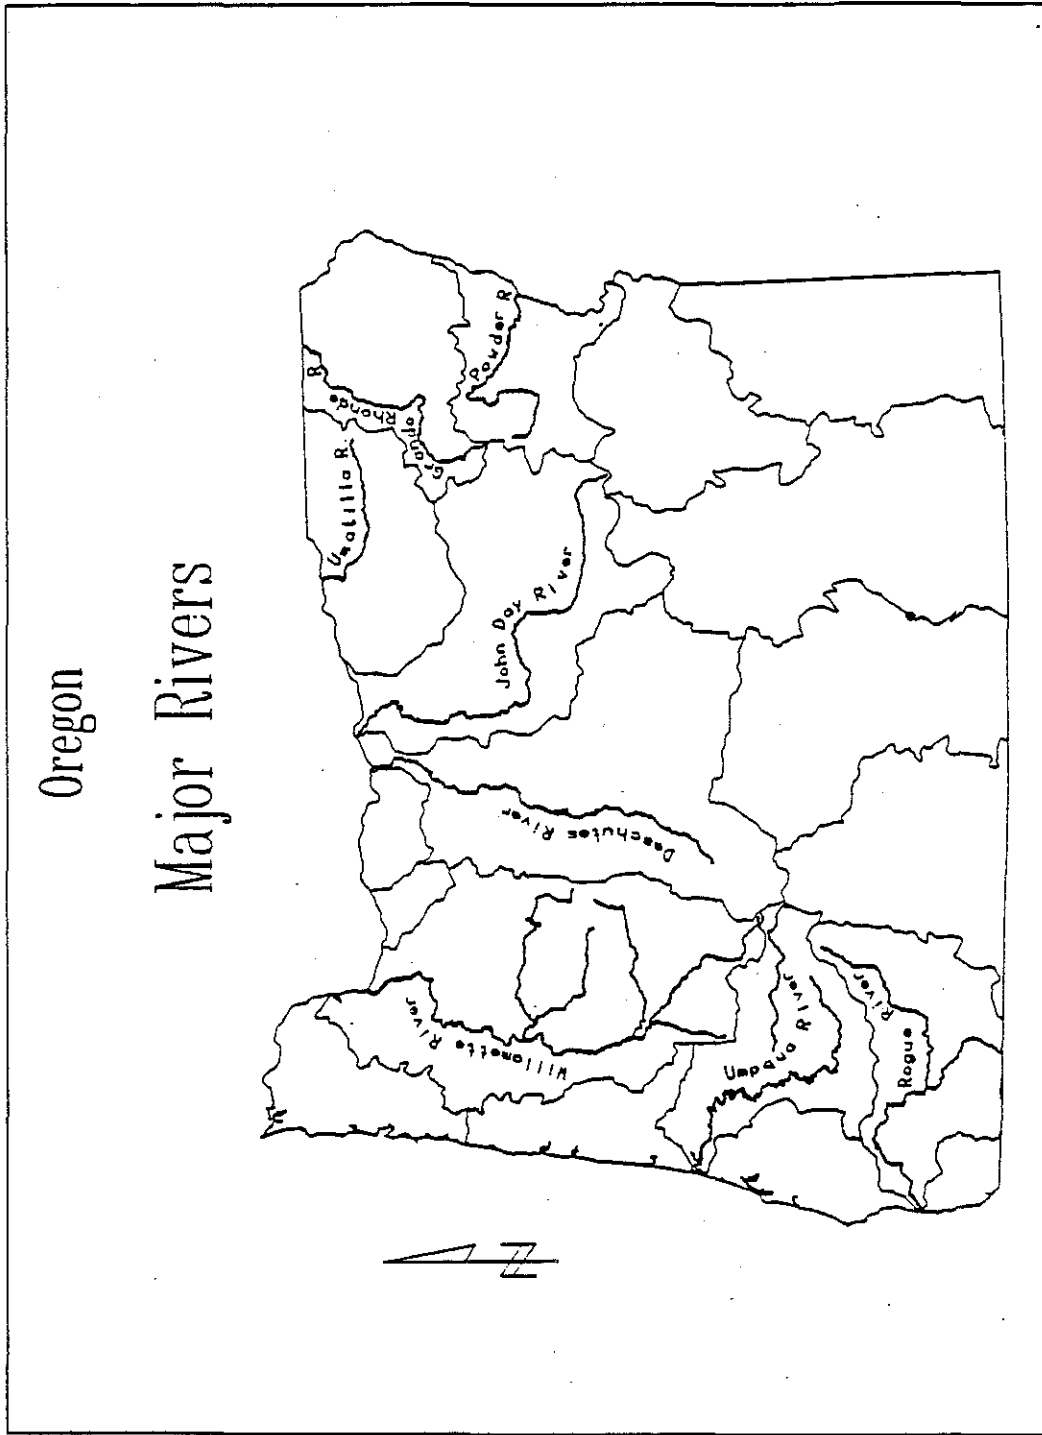 Oregon
Major Rivers
Umatilla R.
Grande Rhonde R
Powder R
John Day River
Deschutes River
Willamette River
Umpqua River
Rogue River
N